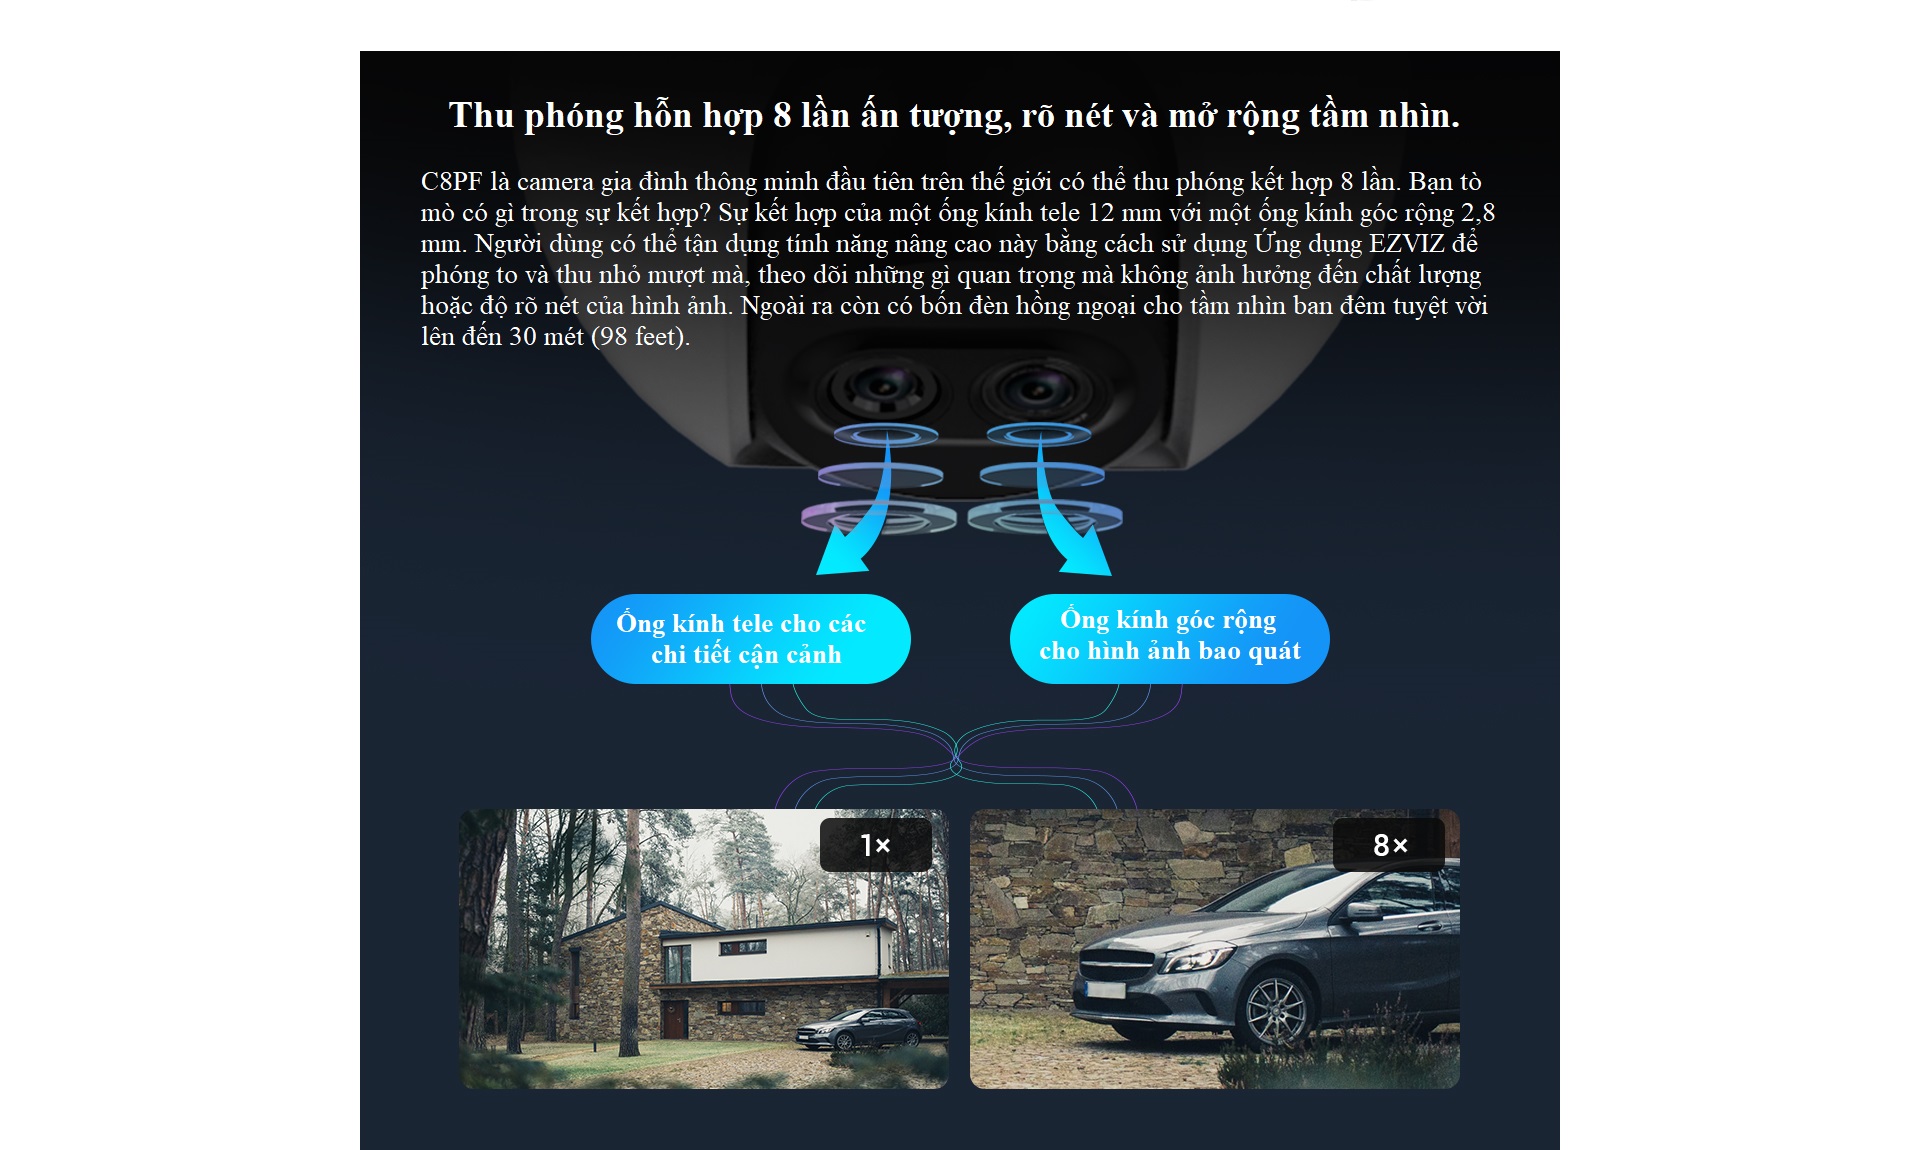 Thu phóng hỗn hợp 8 lần ấn tượng, rõ nét và mở rộng tầm nhìn.
C8PF là camera gia đình thông minh đầu tiên trên thế giới có thể thu phóng kết hợp 8 lần. Bạn tò
mò có gì trong sự kết hợp? Sự kết hợp của một ống kính tele 12 mm với một ống kính góc rộng 2,8
mm. Người dùng có thể tận dụng tính năng nâng cao này bằng cách sử dụng Ứng dụng EZVIZ để
phóng to và thu nhỏ mượt mà, theo dõi những gì quan trọng mà không ảnh hưởng đến chất lượng
hoặc độ rõ nét của hình ảnh. Ngoài ra còn có bốn đèn hồng ngoại cho tầm nhìn ban đêm tuyệt vời
lên đến 30 mét (98 feet).
Ống kính tele cho các
chi tiết cận cảnh
Ống kính góc rộng
cho hình ảnh bao quát
1×
8×